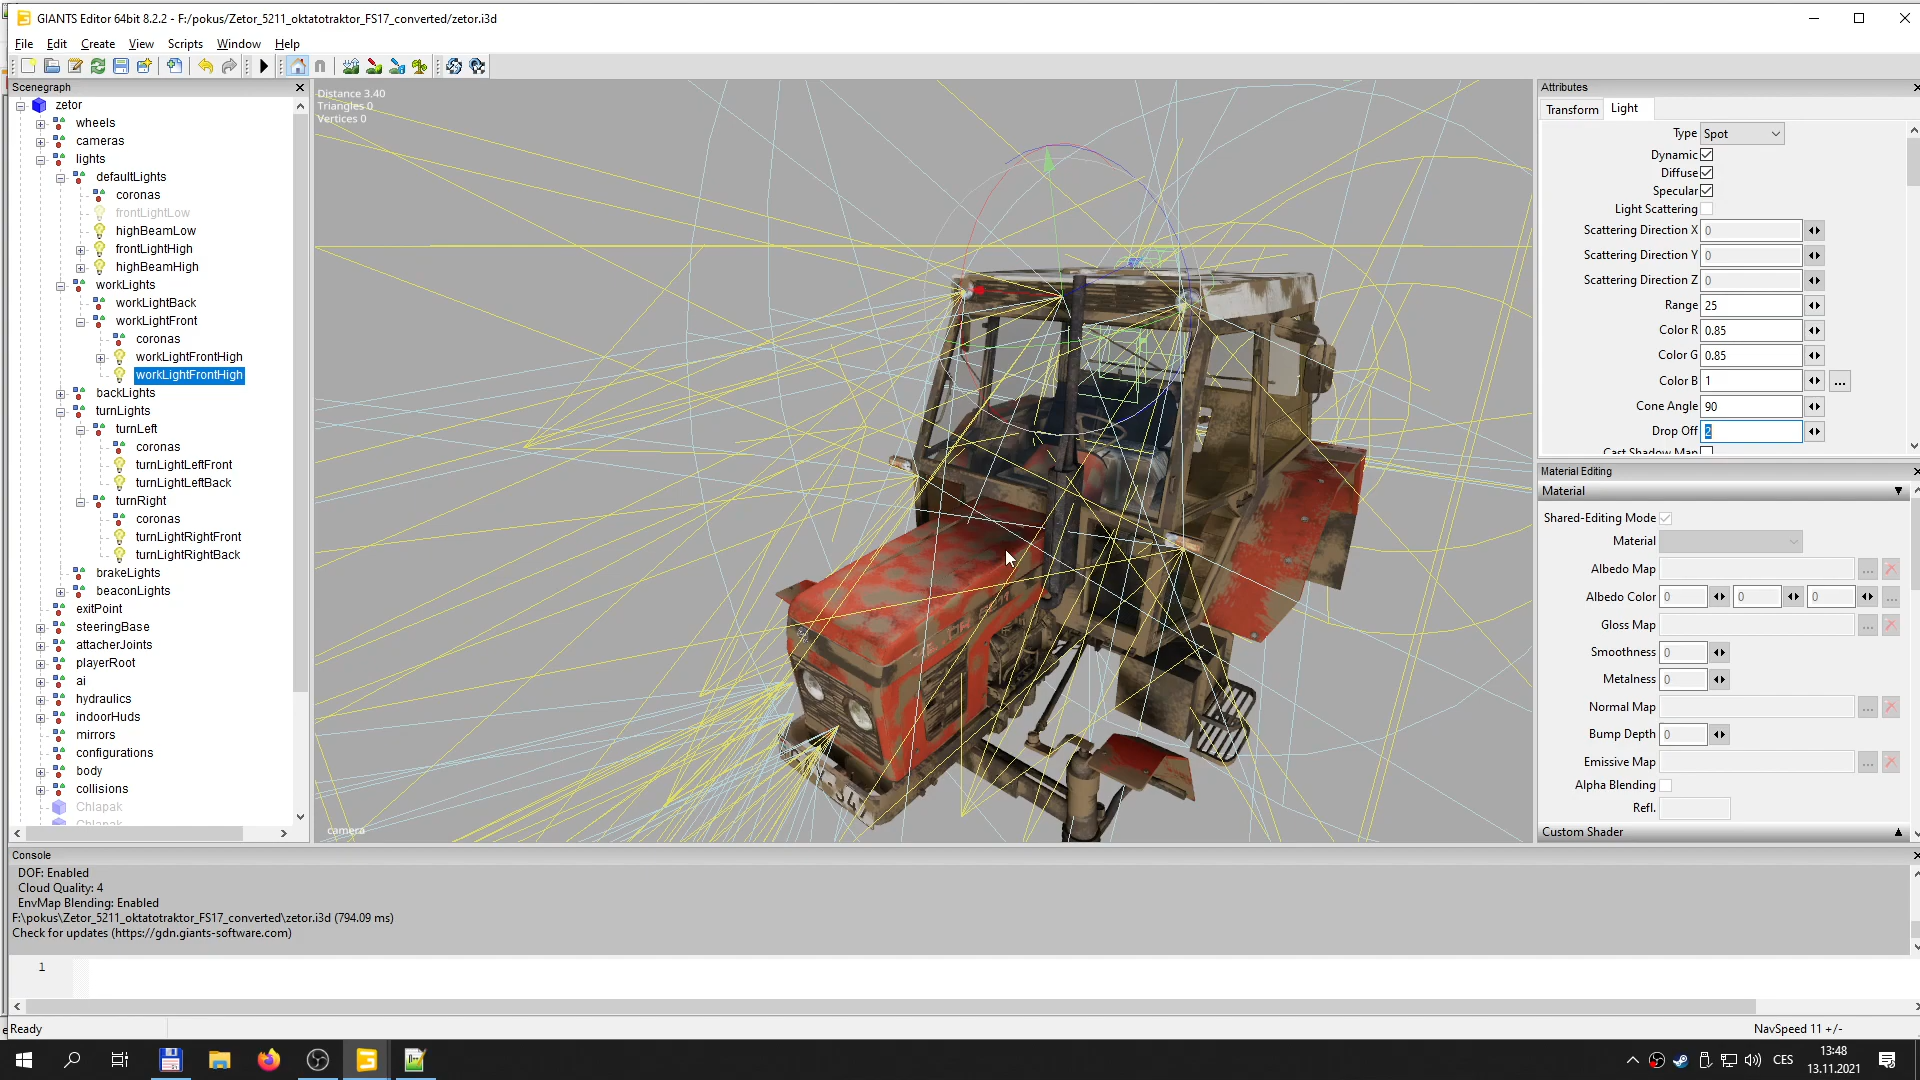 GIANTS Editor 64bit 8.2.2 - F:/pokus/Zetor_5211_oktatotraktor_FS17_converted/zetor.i3d
File Edit Create View Scripts Window Help
Scenegraph
zetor
wheels
cameras
lights
defaultLights
coronas
frontLightLow
highBeamLow
frontLightHigh
highBeamHigh
workLights
workLightBack
workLightFront
coronas
workLightFrontHigh
workLightFrontHigh
backLights
turnLights
turnLeft
coronas
turnLightLeftFront
turnLightLeftBack
turnRight
coronas
turnLightRightFront
turnLightRightBack
brakeLights
beaconLights
exitPoint
steeringBase
attacherJoints
playerRoot
ai
hydraulics
indoorHuds
mirrors
configurations
body
collisions
Chlapak
Chlapak
Distance 3.40
Triangles 0
Vertices 0
camera
Attributes
Transform Light
Type Spot
Dynamic
Diffuse
Specular
Light Scattering
Scattering Direction X 0
Scattering Direction Y 0
Scattering Direction Z 0
Range 25
Color R 0.85
Color G 0.85
Color B 1 ...
Cone Angle 90
Drop Off 2
Cast Shadow Map
Material Editing
Material
Shared-Editing Mode
Material
Albedo Map ...
Albedo Color 0 0 0 ...
Gloss Map ...
Smoothness 0
Metalness 0
Normal Map ...
Bump Depth 0
Emissive Map ...
Alpha Blending
Refl.
Custom Shader
Console
DOF: Enabled
Cloud Quality: 4
EnvMap Blending: Enabled
F:\pokus\Zetor_5211_oktatotraktor_FS17_converted\zetor.i3d (794.09 ms)
Check for updates (https://gdn.giants-software.com)
1
Ready
NavSpeed 11 +/-
CES
13:48
13.11.2021